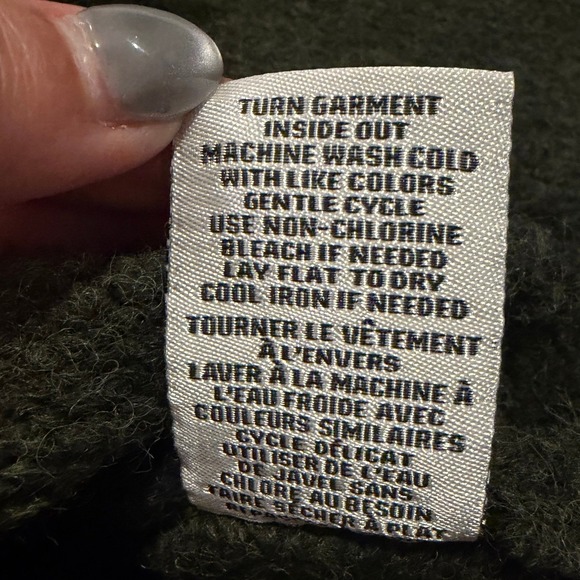 TURN GARMENT
INSIDE OUT
MACHINE WASH COLD
WITH LIKE COLORS
GENTLE CYCLE
USE NON-CHLORINE
BLEACH IF NEEDED
LAY FLAT TO DRY
COOL IRON IF NEEDED
TOURNER LE VÊTEMENT
À L'ENVERS
LAVER À LA MACHINE À
L'EAU FROIDE AVEC
COULEURS SIMILAIRES
CYCLE DÉLICAT
UTILISER DE L'EAU
DE JAVEL SANS
CHLORE AU BESOIN
FAIRE SÉCHER À PLAT